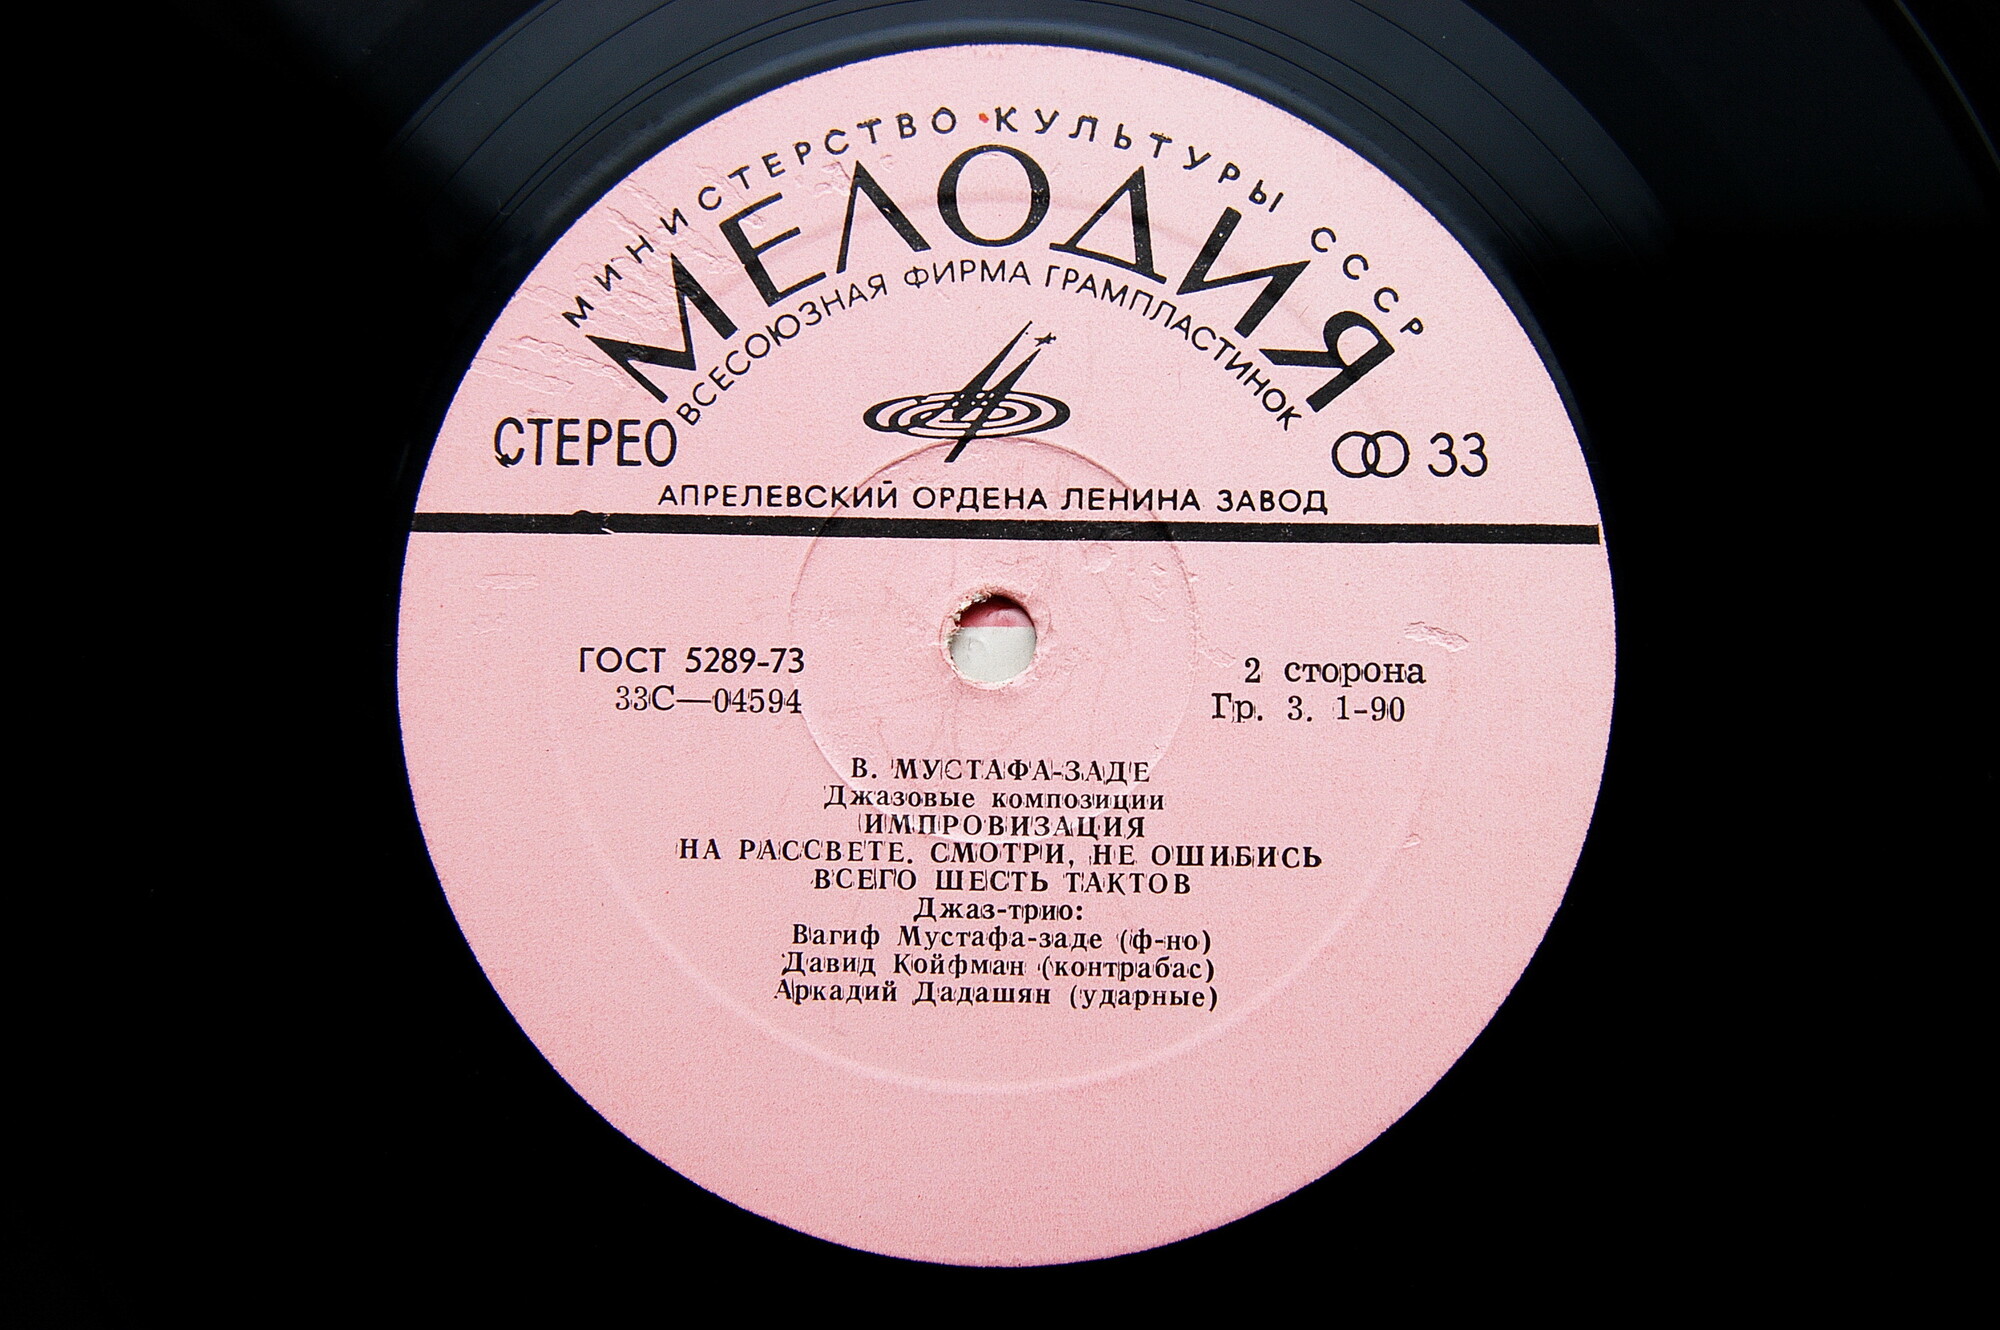 МИНИСТЕРСТВО КУЛЬТУРЫ СССР
МЕЛОДИЯ
ВСЕСОЮЗНАЯ ФИРМА ГРАМПЛАСТИНОК
СТЕРЕО
33
АПРЕЛЕВСКИЙ ОРДЕНА ЛЕНИНА ЗАВОД
ГОСТ 5289-73
33С—04594
2 сторона
Гр. 3. 1-90
В. МУСТАФА-ЗАДЕ
Джазовые композиции
ИМПРОВИЗАЦИЯ
НА РАССВЕТЕ. СМОТРИ, НЕ ОШИБИСЬ
ВСЕГО ШЕСТЬ ТАКТОВ
Джаз-трио:
Вагиф Мустафа-заде (ф-но)
Давид Койфман (контрабас)
Аркадий Дадашян (ударные)